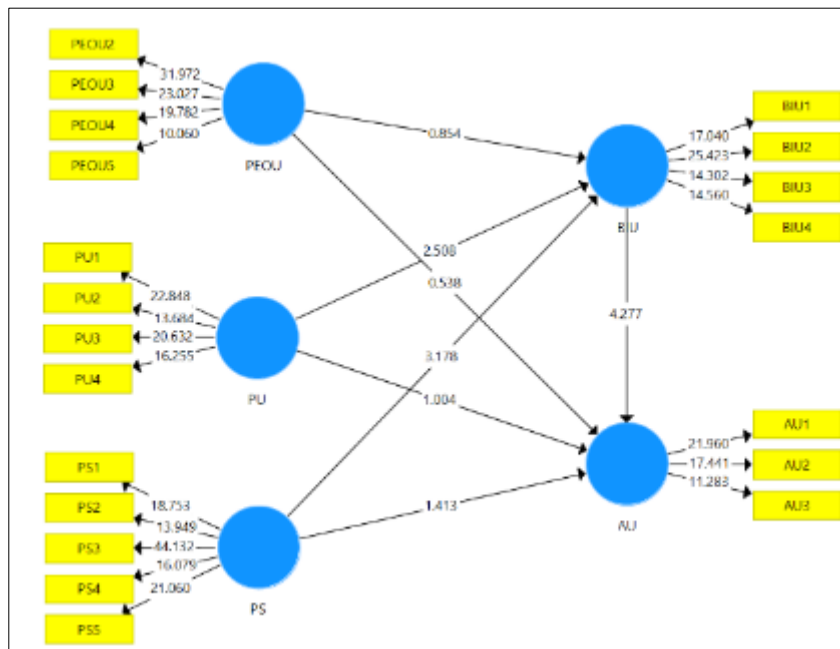 PEOU2
PEOU3
PEOU4
PEOU5
31.972
23.027
19.782
10.060
PEOU
0.854
BIU1
BIU2
BIU3
BIU4
17.040
25.423
14.302
14.560
BIU
2.508
0.538
PU1
PU2
PU3
PU4
22.848
13.684
20.632
16.255
PU
4.277
3.178
1.004
PS1
PS2
PS3
PS4
PS5
18.753
13.949
44.132
16.079
21.060
PS
1.413
AU1
AU2
AU3
21.960
17.441
11.283
AU